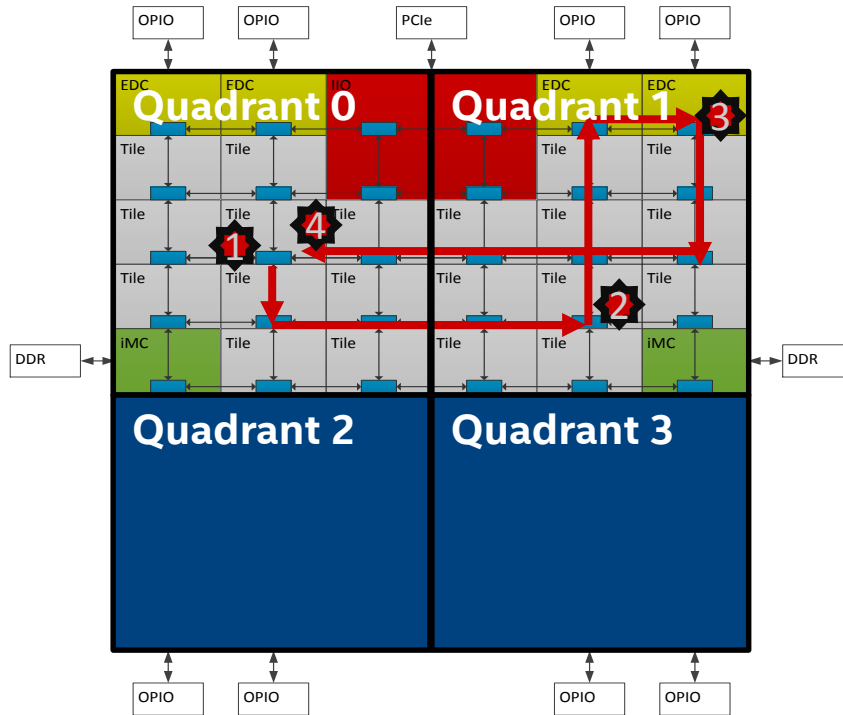 OPIO OPIO PCIe OPIO OPIO
EDC EDC IIO EDC EDC
Quadrant 0 Quadrant 1
3
Tile Tile Tile Tile
Tile Tile Tile Tile Tile Tile
1 4
Tile Tile Tile Tile Tile Tile
2
iMC Tile Tile Tile Tile iMC
DDR DDR
Quadrant 2 Quadrant 3
OPIO OPIO OPIO OPIO